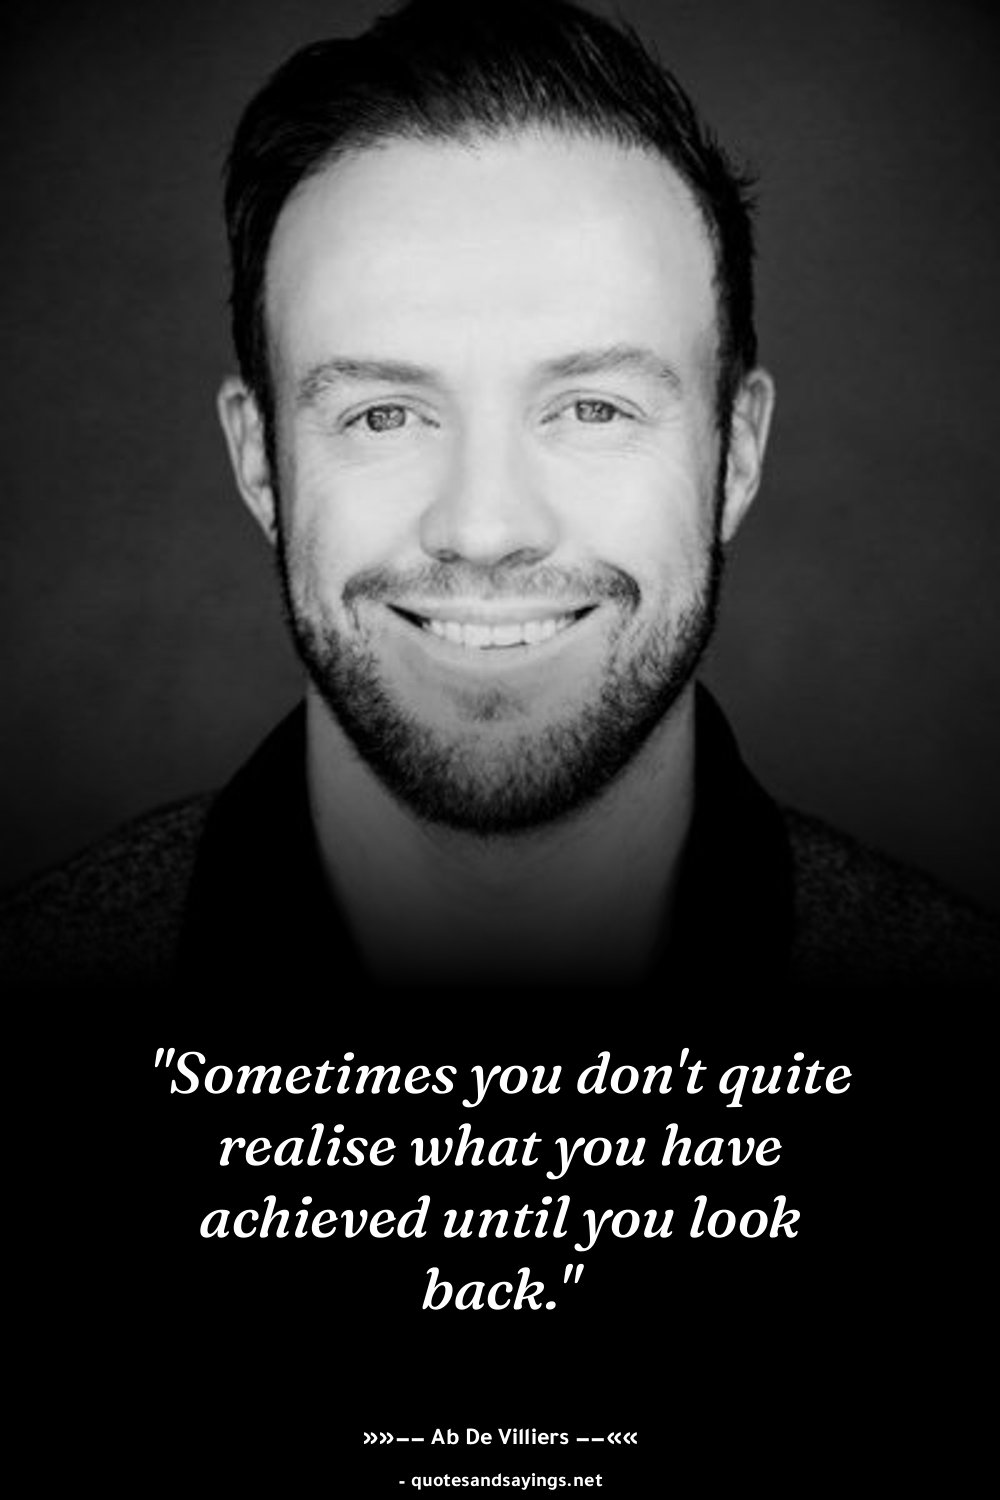 "Sometimes you don't quite
realise what you have
achieved until you look
back."
»»–– Ab De Villiers ––««
- quotesandsayings.net